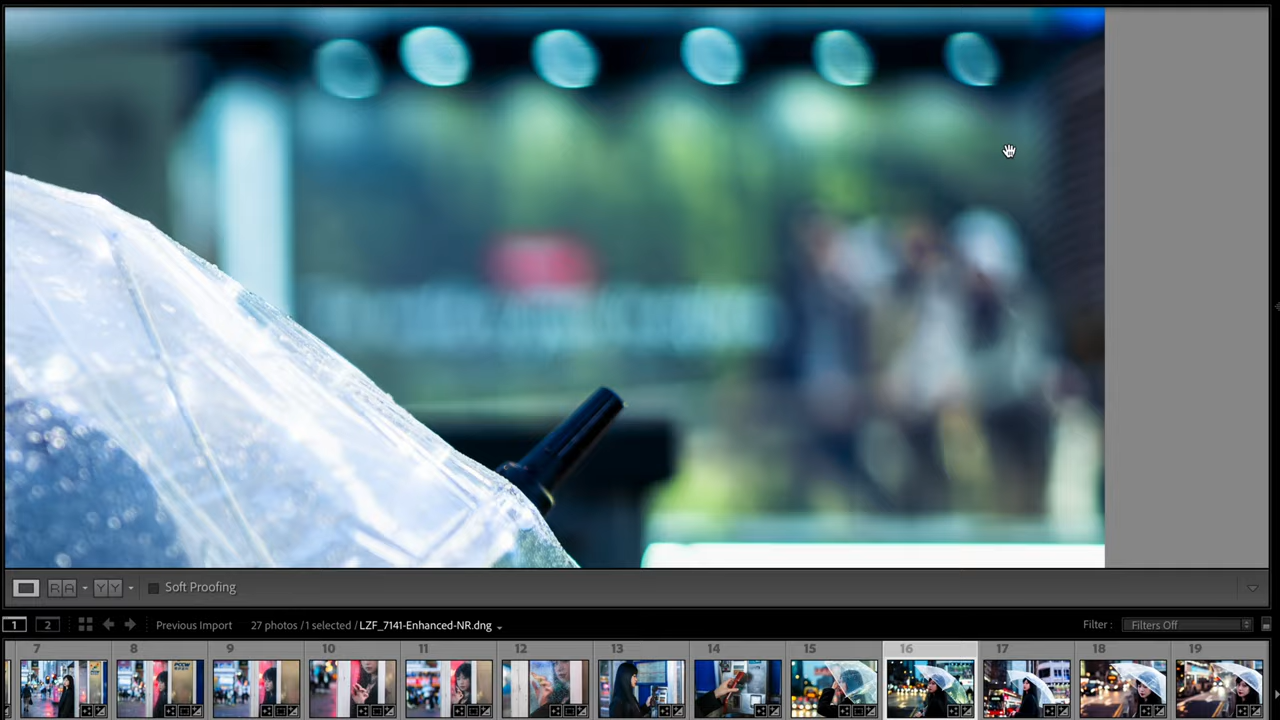 Soft Proofing
1 2 Previous Import 27 photos / 1 selected / LZF_7141-Enhanced-NR.dng Filter : Filters Off
7 8 9 10 11 12 13 14 15 16 17 18 19